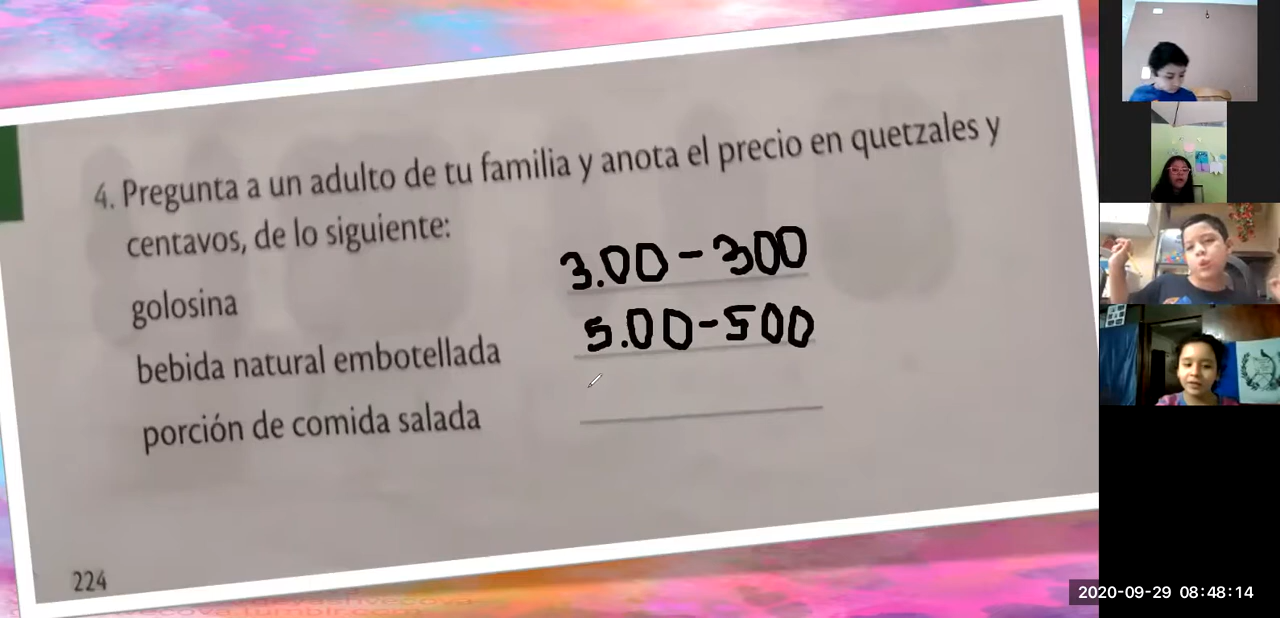 4. Pregunta a un adulto de tu familia y anota el precio en quetzales y
centavos, de lo siguiente:
golosina 3.00-300
bebida natural embotellada 5.00-500
porción de comida salada
224
2020-09-29 08:48:14